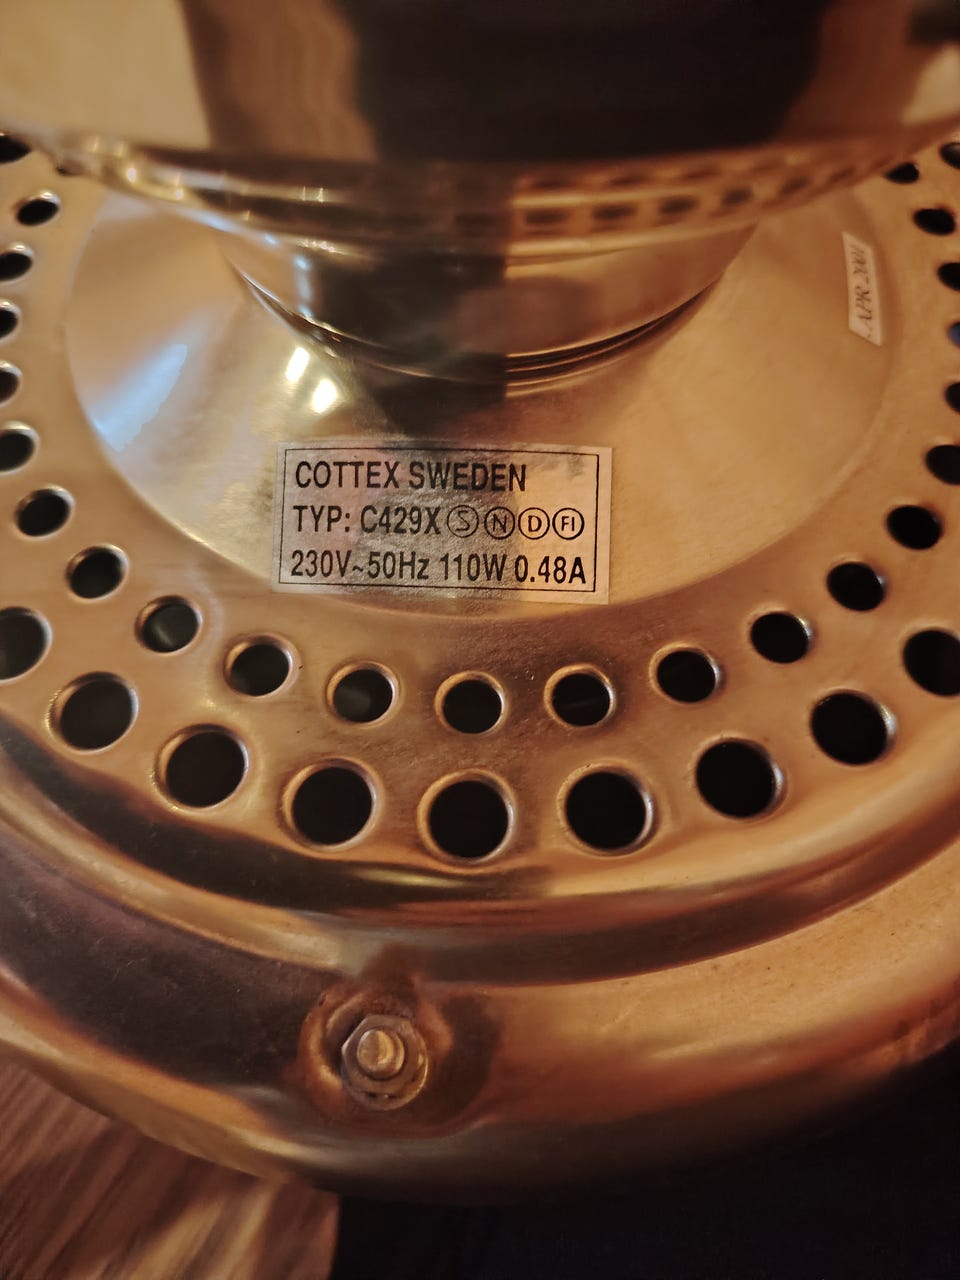 APR 2001
COTTEX SWEDEN
TYP: C429X Ⓢ Ⓝ Ⓓ FI
230V~50Hz 110W 0.48A